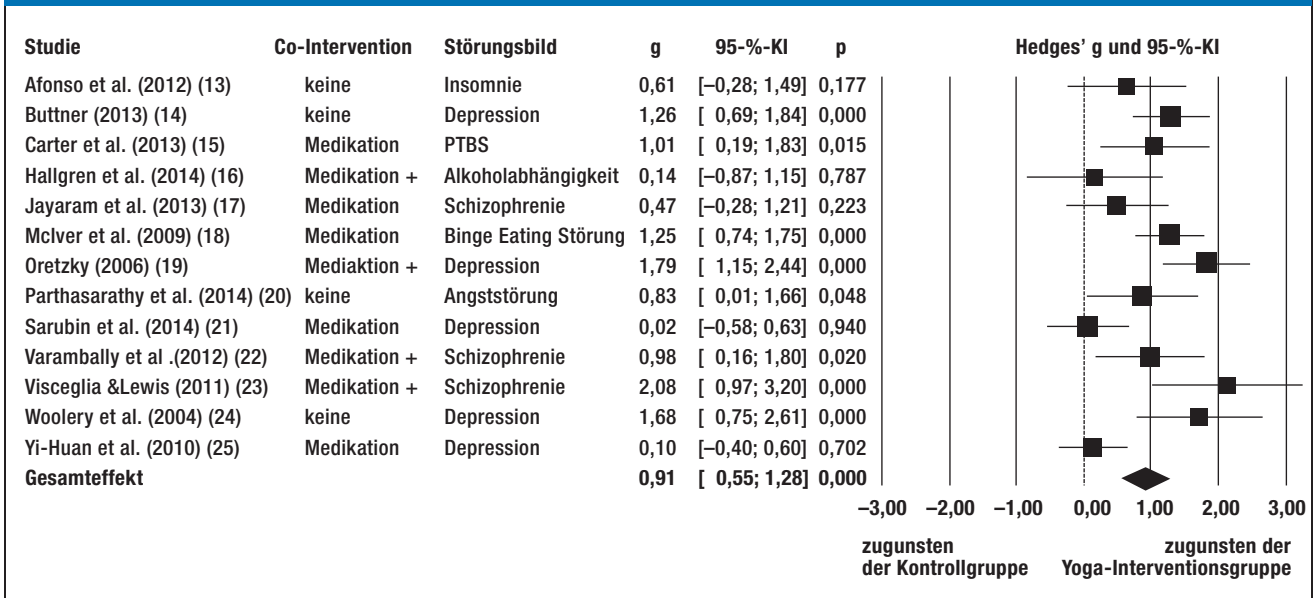 Studie Co-Intervention Störungsbild g 95-%-KI p Hedges’ g und 95-%-KI
Afonso et al. (2012) (13) keine Insomnie 0,61 [–0,28; 1,49] 0,177
Buttner (2013) (14) keine Depression 1,26 [ 0,69; 1,84] 0,000
Carter et al. (2013) (15) Medikation PTBS 1,01 [ 0,19; 1,83] 0,015
Hallgren et al. (2014) (16) Medikation + Alkoholabhängigkeit 0,14 [–0,87; 1,15] 0,787
Jayaram et al. (2013) (17) Medikation Schizophrenie 0,47 [–0,28; 1,21] 0,223
McIver et al. (2009) (18) Medikation Binge Eating Störung 1,25 [ 0,74; 1,75] 0,000
Oretzky (2006) (19) Mediaktion + Depression 1,79 [ 1,15; 2,44] 0,000
Parthasarathy et al. (2014) (20) keine Angststörung 0,83 [ 0,01; 1,66] 0,048
Sarubin et al. (2014) (21) Medikation Depression 0,02 [–0,58; 0,63] 0,940
Varambally et al .(2012) (22) Medikation + Schizophrenie 0,98 [ 0,16; 1,80] 0,020
Visceglia &Lewis (2011) (23) Medikation + Schizophrenie 2,08 [ 0,97; 3,20] 0,000
Woolery et al. (2004) (24) keine Depression 1,68 [ 0,75; 2,61] 0,000
Yi-Huan et al. (2010) (25) Medikation Depression 0,10 [–0,40; 0,60] 0,702
Gesamteffekt 0,91 [ 0,55; 1,28] 0,000
–3,00 –2,00 –1,00 0,00 1,00 2,00 3,00
zugunsten zugunsten der
der Kontrollgruppe Yoga-Interventionsgruppe